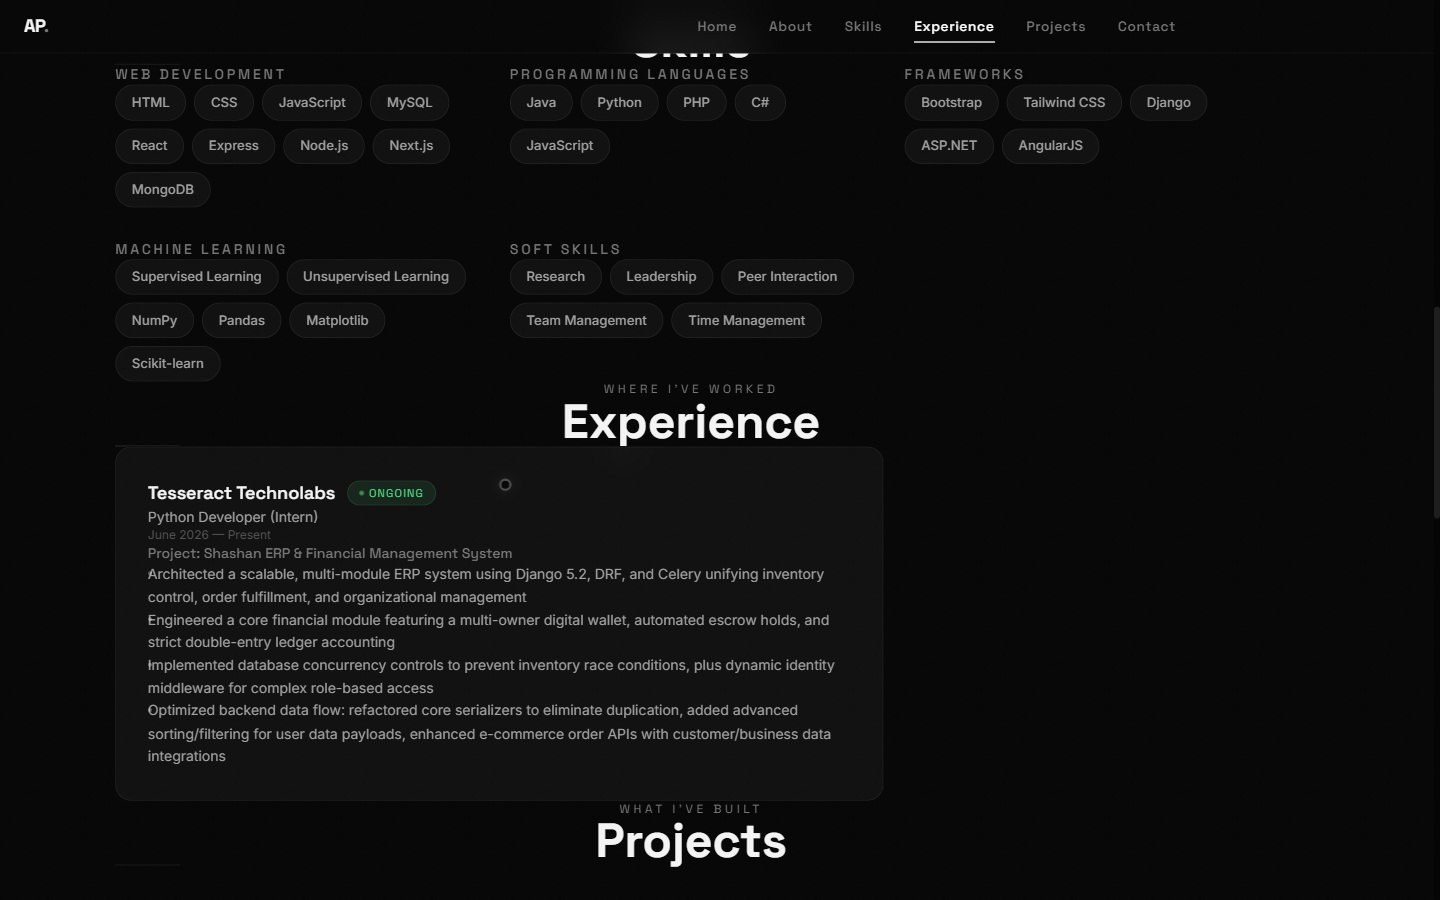 AP.
Home About Skills Experience Projects Contact
Skills
WEB DEVELOPMENT
HTML CSS JavaScript MySQL
React Express Node.js Next.js
MongoDB
PROGRAMMING LANGUAGES
Java Python PHP C#
JavaScript
FRAMEWORKS
Bootstrap Tailwind CSS Django
ASP.NET AngularJS
MACHINE LEARNING
Supervised Learning Unsupervised Learning
NumPy Pandas Matplotlib
Scikit-learn
SOFT SKILLS
Research Leadership Peer Interaction
Team Management Time Management
WHERE I'VE WORKED
Experience
Tesseract Technolabs ONGOING
Python Developer (Intern)
June 2026 — Present
Project: Shashan ERP & Financial Management System
Architected a scalable, multi-module ERP system using Django 5.2, DRF, and Celery unifying inventory
control, order fulfillment, and organizational management
Engineered a core financial module featuring a multi-owner digital wallet, automated escrow holds, and
strict double-entry ledger accounting
Implemented database concurrency controls to prevent inventory race conditions, plus dynamic identity
middleware for complex role-based access
Optimized backend data flow: refactored core serializers to eliminate duplication, added advanced
sorting/filtering for user data payloads, enhanced e-commerce order APIs with customer/business data
integrations
WHAT I'VE BUILT
Projects